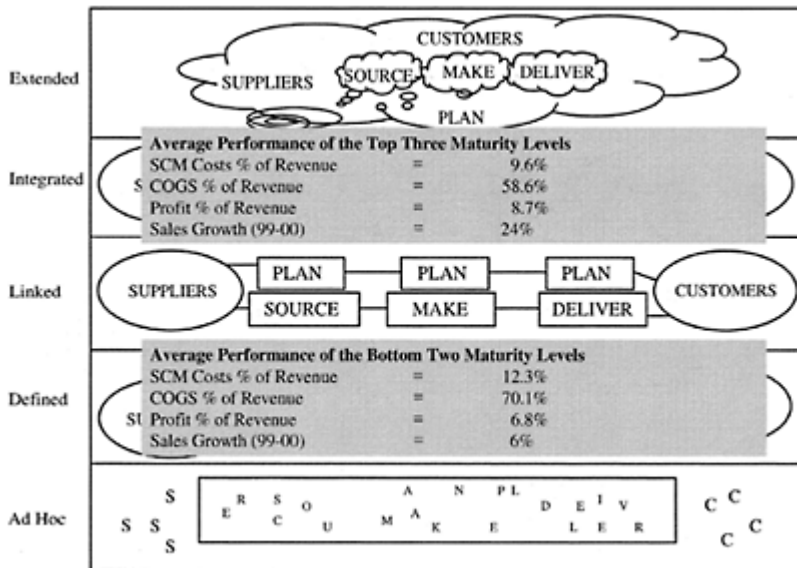 Extended
CUSTOMERS
SUPPLIERS
SOURCE
MAKE
DELIVER
PLAN
Integrated
S
Average Performance of the Top Three Maturity Levels
SCM Costs % of Revenue = 9.6%
COGS % of Revenue = 58.6%
Profit % of Revenue = 8.7%
Sales Growth (99-00) = 24%
Linked
SUPPLIERS
PLAN PLAN PLAN
SOURCE MAKE DELIVER
CUSTOMERS
Defined
SU
Average Performance of the Bottom Two Maturity Levels
SCM Costs % of Revenue = 12.3%
COGS % of Revenue = 70.1%
Profit % of Revenue = 6.8%
Sales Growth (99-00) = 6%
Ad Hoc
S
S S
S
E R S C O U M A A K N E P L D E L I E V R
C C
C C